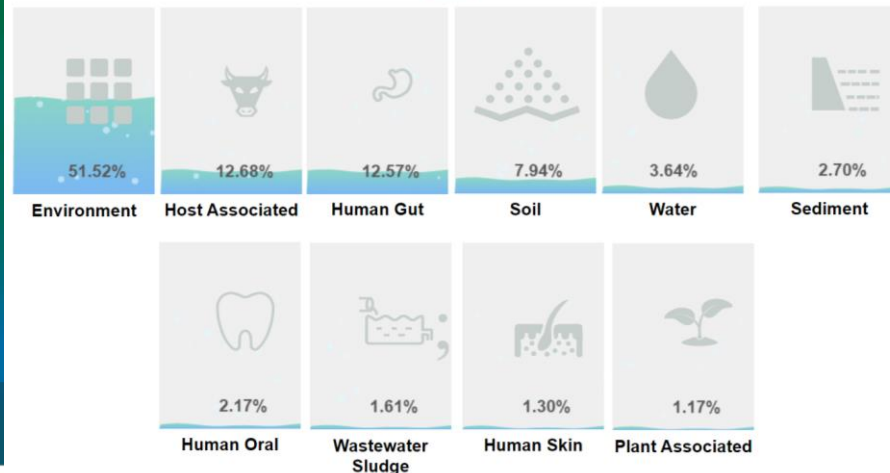 51.52% 12.68% 12.57% 7.94% 3.64% 2.70%
Environment Host Associated Human Gut Soil Water Sediment
2.17% 1.61% 1.30% 1.17%
Human Oral Wastewater Human Skin Plant Associated
Sludge